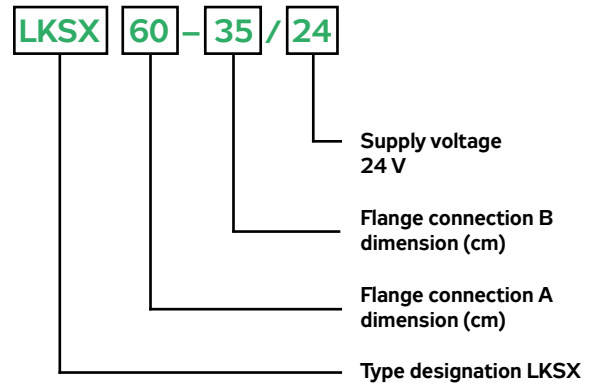 LKSX 60 – 35 / 24
Supply voltage
24 V
Flange connection B
dimension (cm)
Flange connection A
dimension (cm)
Type designation LKSX